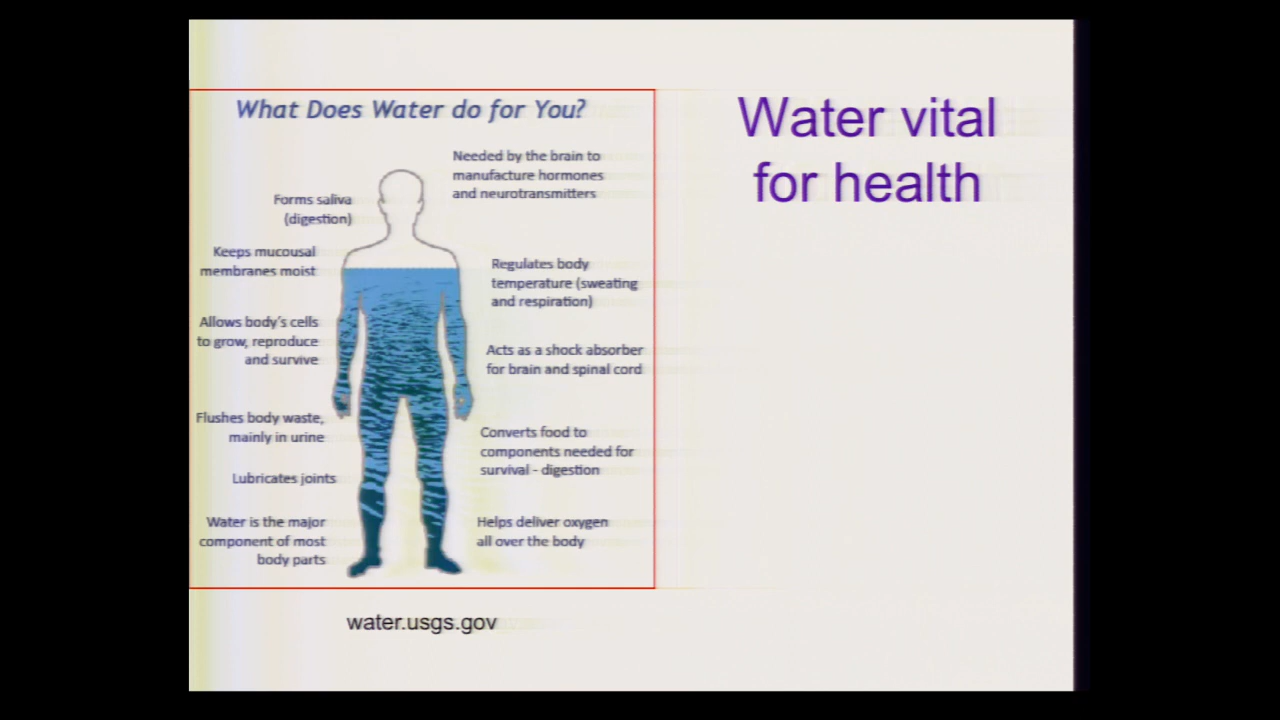 What Does Water do for You?
Needed by the brain to
manufacture hormones
and neurotransmitters
Forms saliva
(digestion)
Keeps mucousal
membranes moist
Regulates body
temperature (sweating
and respiration)
Allows body's cells
to grow, reproduce
and survive
Acts as a shock absorber
for brain and spinal cord
Flushes body waste,
mainly in urine
Converts food to
components needed for
survival - digestion
Lubricates joints
Water is the major
component of most
body parts
Helps deliver oxygen
all over the body
water.usgs.gov
Water vital
for health